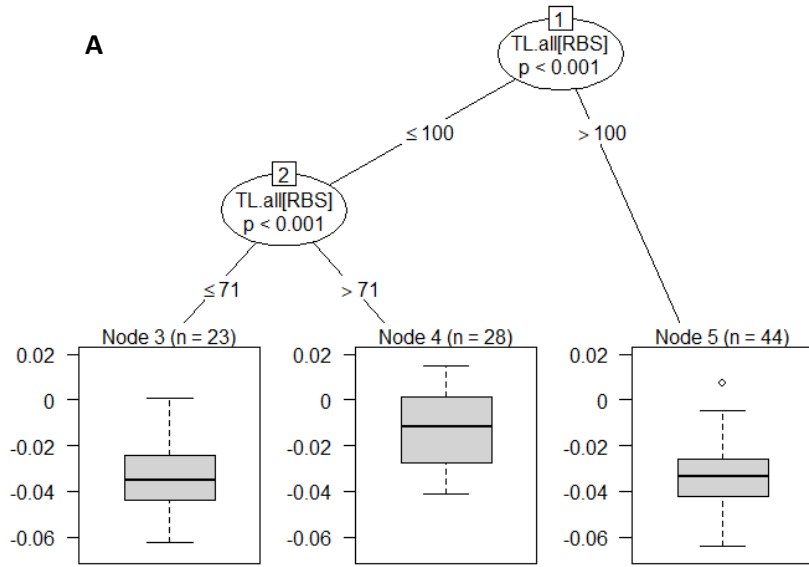 A
1
TL.all[RBS]
p < 0.001
≤ 100
> 100
2
TL.all[RBS]
p < 0.001
≤ 71
> 71
Node 3 (n = 23)
0.02
0
-0.02
-0.04
-0.06
Node 4 (n = 28)
0.02
0
-0.02
-0.04
-0.06
Node 5 (n = 44)
0.02
0
-0.02
-0.04
-0.06